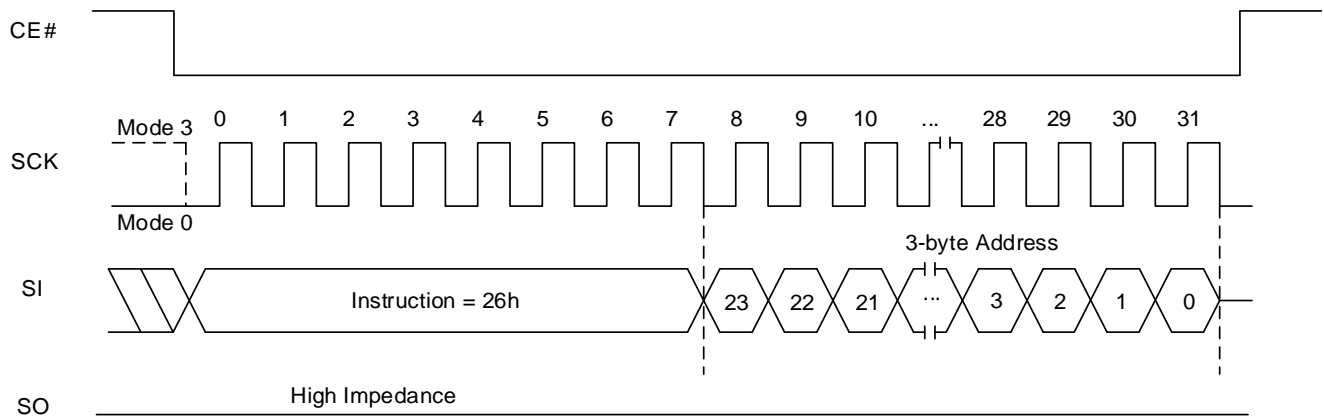 CE#
0 1 2 3 4 5 6 7 8 9 10 ... 28 29 30 31
Mode 3
SCK
Mode 0
3-byte Address
SI
Instruction = 26h 23 22 21 ... 3 2 1 0
High Impedance
SO